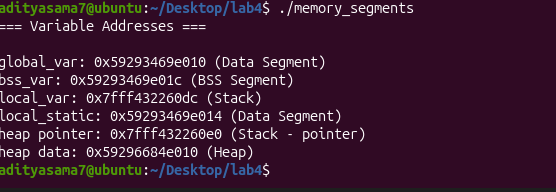 adityasama7@ubuntu:~/Desktop/lab4$ ./memory_segments
=== Variable Addresses ===
global_var: 0x59293469e010 (Data Segment)
bss_var: 0x59293469e01c (BSS Segment)
local_var: 0x7fff432260dc (Stack)
local_static: 0x59293469e014 (Data Segment)
heap pointer: 0x7fff432260e0 (Stack - pointer)
heap data: 0x59296684e010 (Heap)
adityasama7@ubuntu:~/Desktop/lab4$